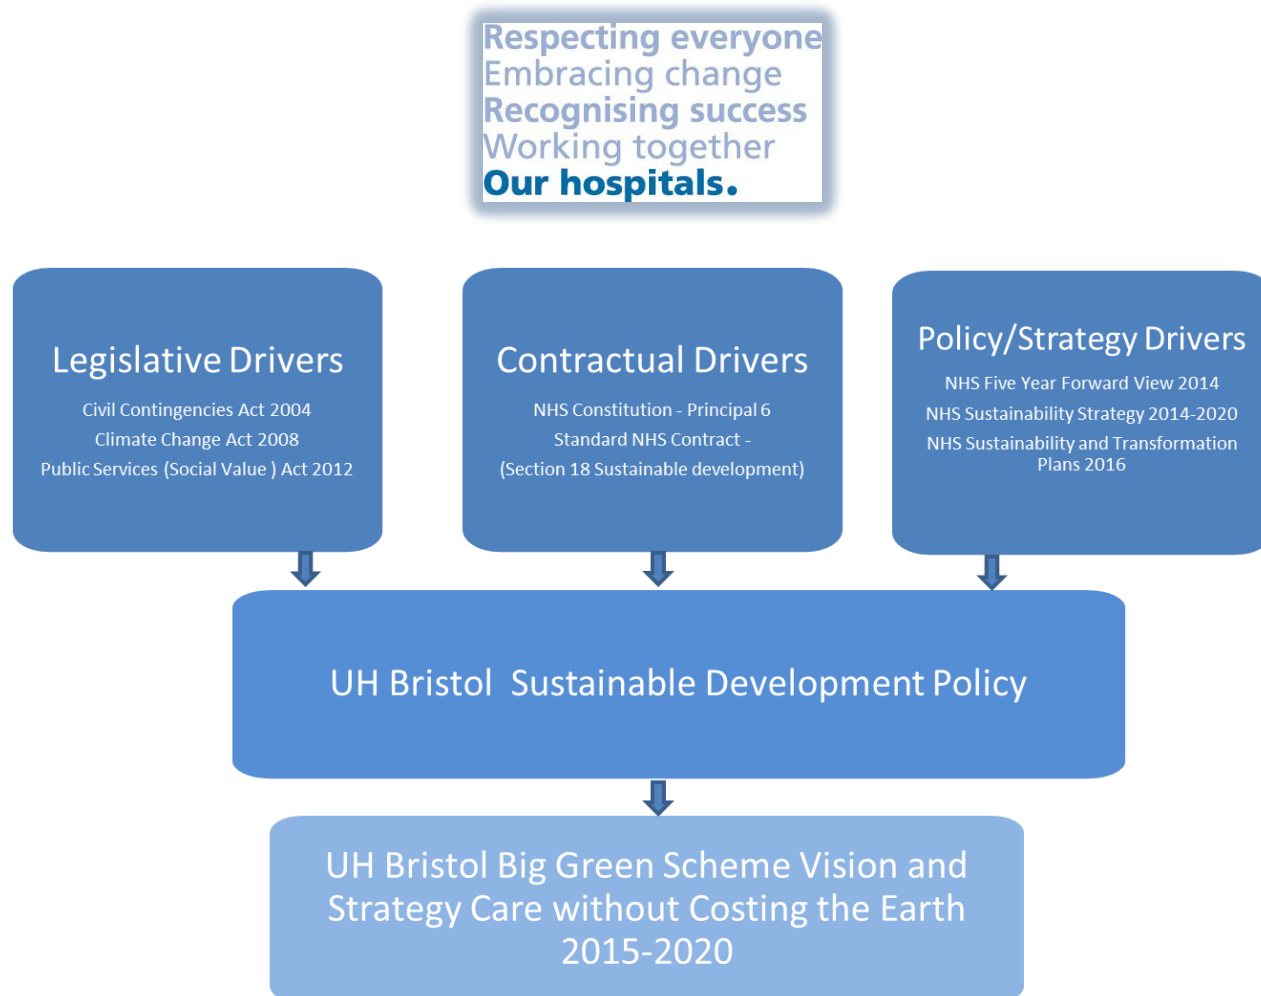 Respecting everyone
Embracing change
Recognising success
Working together
Our hospitals.
Legislative Drivers
Civil Contingencies Act 2004
Climate Change Act 2008
Public Services (Social Value ) Act 2012
Contractual Drivers
NHS Constitution - Principal 6
Standard NHS Contract -
(Section 18 Sustainable development)
Policy/Strategy Drivers
NHS Five Year Forward View 2014
NHS Sustainability Strategy 2014-2020
NHS Sustainability and Transformation
Plans 2016
UH Bristol  Sustainable Development Policy
UH Bristol Big Green Scheme Vision and
Strategy Care without Costing the Earth
2015-2020